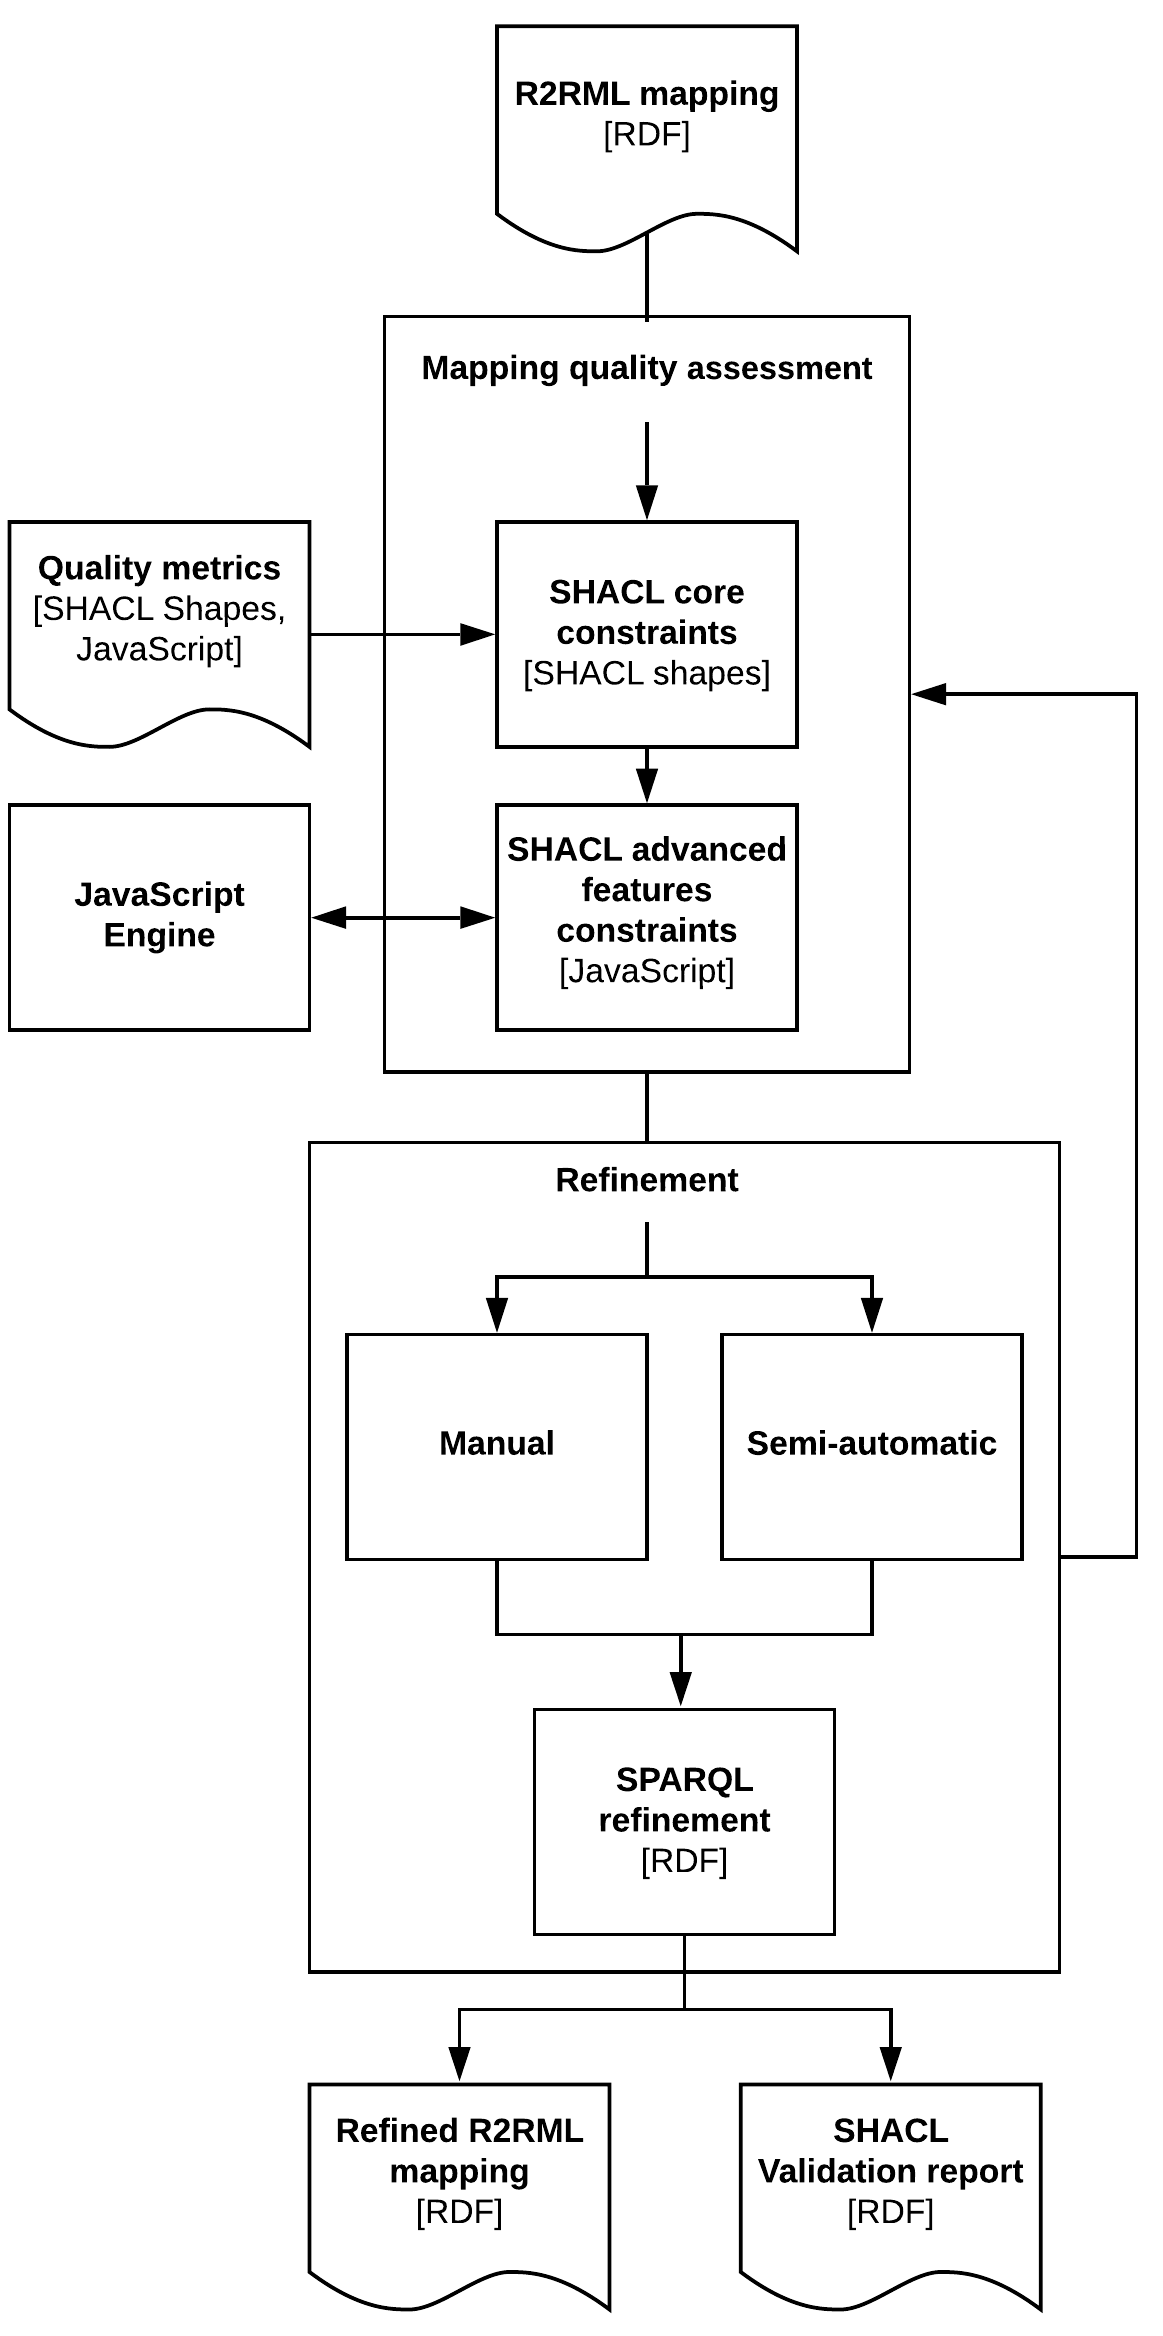 R2RML mapping
[RDF]
Mapping quality assessment
Quality metrics
[SHACL Shapes,
JavaScript]
SHACL core
constraints
[SHACL shapes]
JavaScript
Engine
SHACL advanced
features
constraints
[JavaScript]
Refinement
Manual
Semi-automatic
SPARQL
refinement
[RDF]
Refined R2RML
mapping
[RDF]
SHACL
Validation report
[RDF]